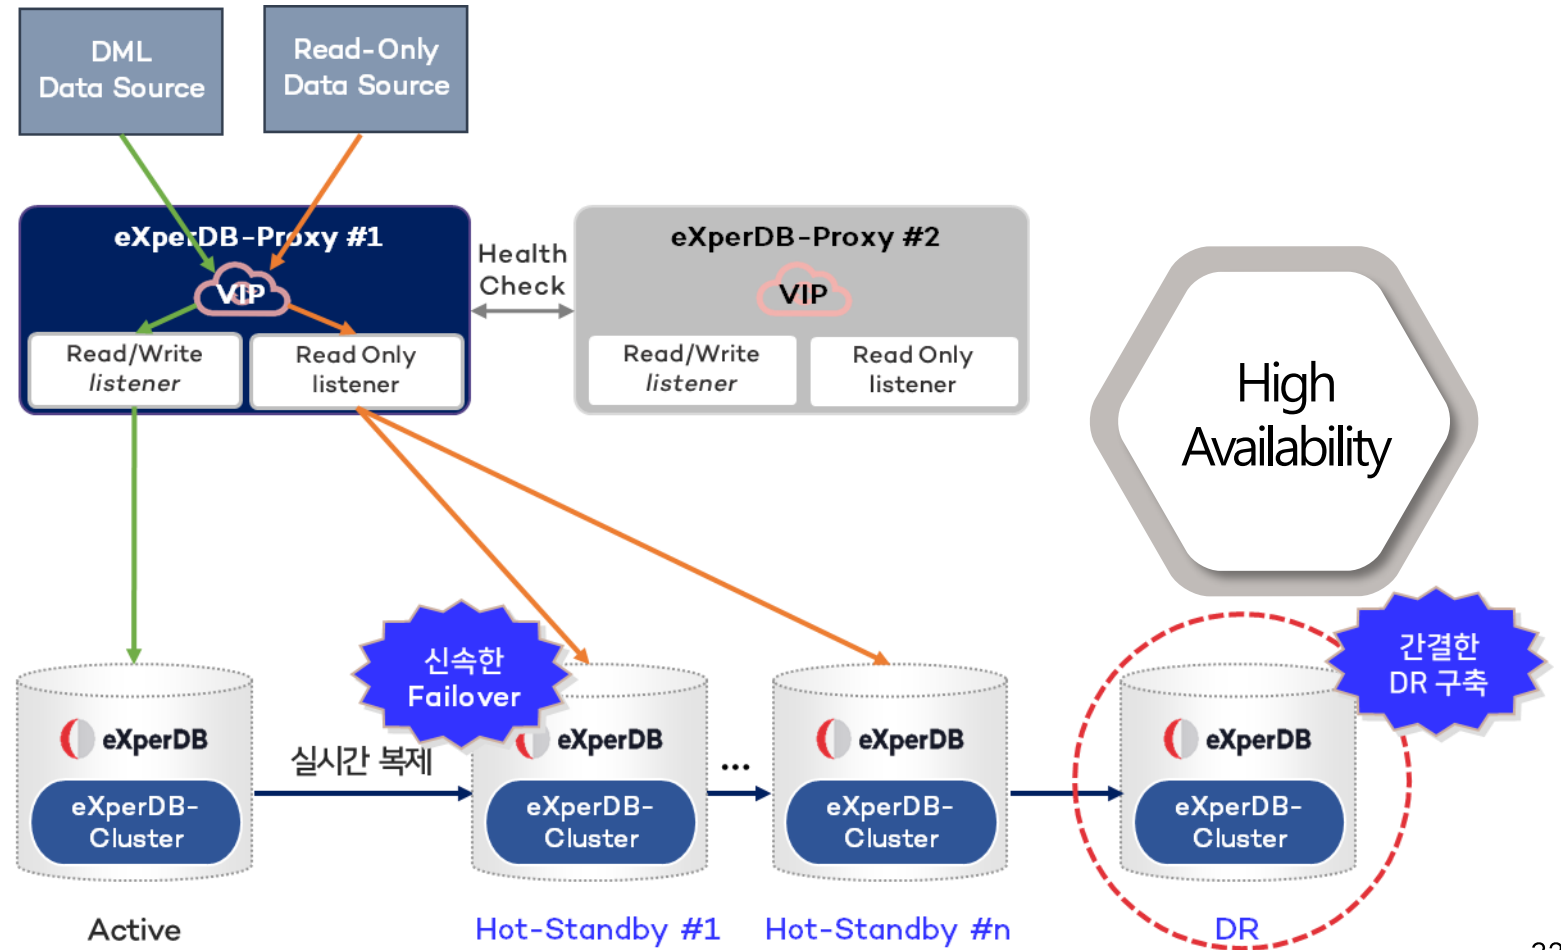 DML
Data Source
Read-Only
Data Source
eXperDB-Proxy #1
VIP
Read/Write
listener
Read Only
listener
Health
Check
eXperDB-Proxy #2
VIP
Read/Write
listener
Read Only
listener
High
Availability
신속한
Failover
간결한
DR 구축
eXperDB
eXperDB-
Cluster
실시간 복제
eXperDB
eXperDB-
Cluster
...
eXperDB
eXperDB-
Cluster
eXperDB
eXperDB-
Cluster
Active
Hot-Standby #1
Hot-Standby #n
DR